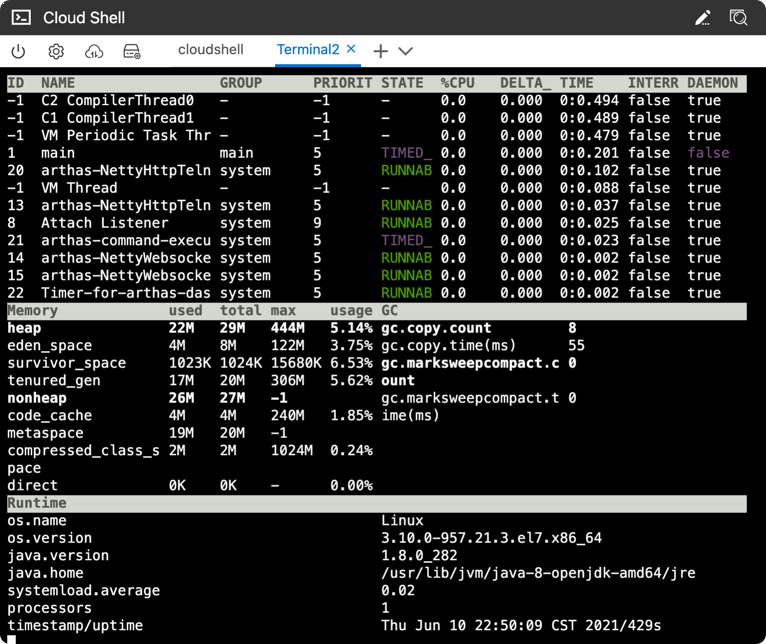 Cloud Shell
cloudshell Terminal2 ×
ID NAME GROUP PRIORIT STATE %CPU DELTA_ TIME INTERR DAEMON
-1 C2 CompilerThread0 - -1 - 0.0 0.000 0:0.494 false true
-1 C1 CompilerThread1 - -1 - 0.0 0.000 0:0.489 false true
-1 VM Periodic Task Thr - -1 - 0.0 0.000 0:0.479 false true
1 main main 5 TIMED_ 0.0 0.000 0:0.201 false false
20 arthas-NettyHttpTeln system 5 RUNNAB 0.0 0.000 0:0.102 false true
-1 VM Thread - -1 - 0.0 0.000 0:0.088 false true
13 arthas-NettyHttpTeln system 5 RUNNAB 0.0 0.000 0:0.037 false true
8 Attach Listener system 9 RUNNAB 0.0 0.000 0:0.025 false true
21 arthas-command-execu system 5 TIMED_ 0.0 0.000 0:0.023 false true
14 arthas-NettyWebsocke system 5 RUNNAB 0.0 0.000 0:0.002 false true
15 arthas-NettyWebsocke system 5 RUNNAB 0.0 0.000 0:0.002 false true
22 Timer-for-arthas-das system 5 RUNNAB 0.0 0.000 0:0.002 false true
Memory used total max usage GC
heap 22M 29M 444M 5.14% gc.copy.count 8
eden_space 4M 8M 122M 3.75% gc.copy.time(ms) 55
survivor_space 1023K 1024K 15680K 6.53% gc.marksweepcompact.c 0
tenured_gen 17M 20M 306M 5.62% ount
nonheap 26M 27M -1 gc.marksweepcompact.t 0
code_cache 4M 4M 240M 1.85% ime(ms)
metaspace 19M 20M -1
compressed_class_s 2M 2M 1024M 0.24%
pace
direct 0K 0K - 0.00%
Runtime
os.name Linux
os.version 3.10.0-957.21.3.el7.x86_64
java.version 1.8.0_282
java.home /usr/lib/jvm/java-8-openjdk-amd64/jre
systemload.average 0.02
processors 1
timestamp/uptime Thu Jun 10 22:50:09 CST 2021/429s